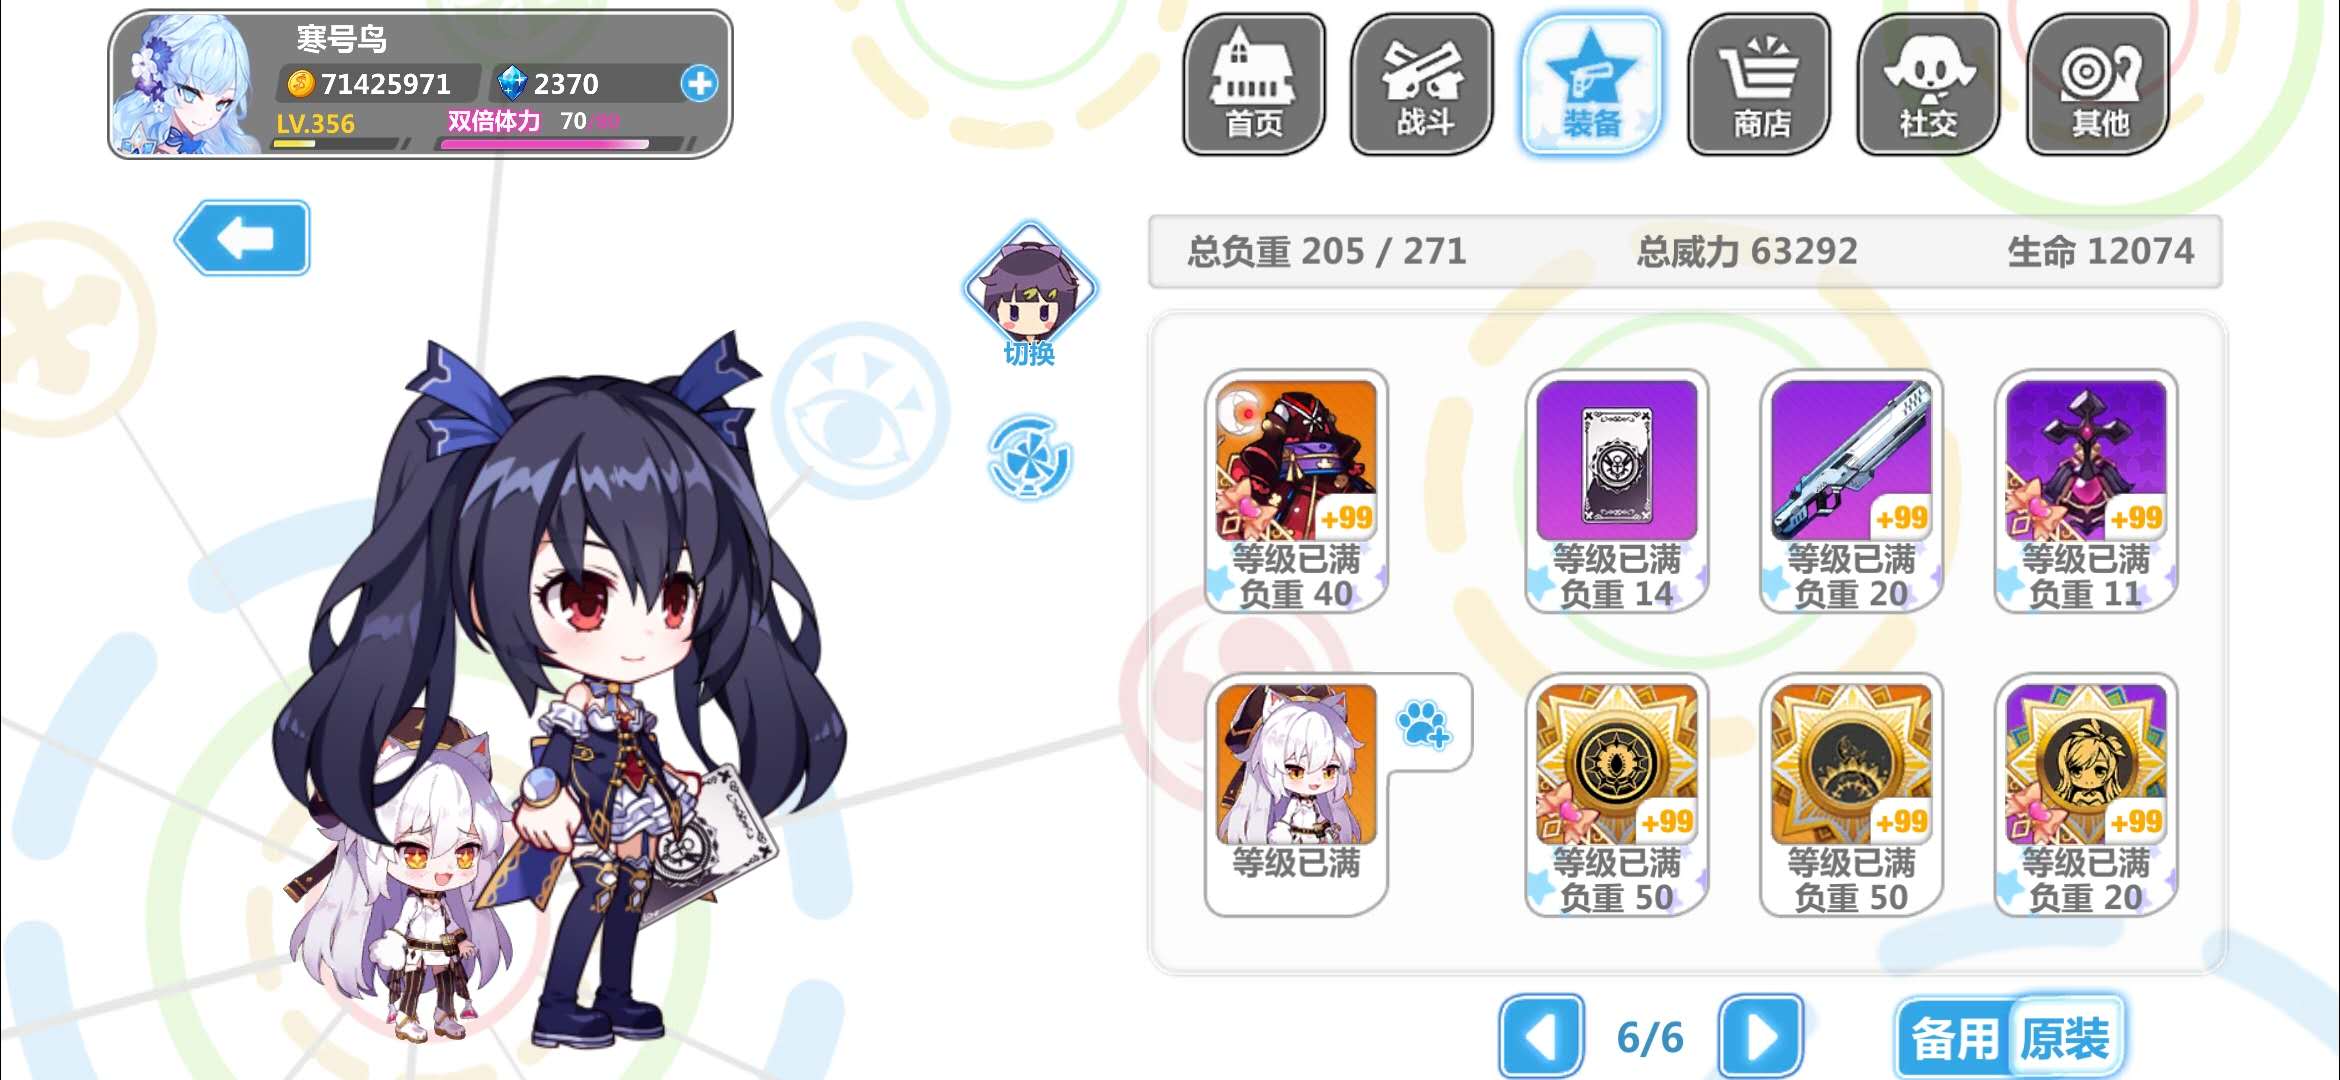 寒号鸟
71425971
2370
LV.356
双倍体力 70/80
首页
战斗
装备
商店
社交
其他
切换
总负重 205 / 271
总威力 63292
生命 12074
+99
等级已满
负重 40
等级已满
负重 14
+99
等级已满
负重 20
+99
等级已满
负重 11
等级已满
+99
等级已满
负重 50
+99
等级已满
负重 50
+99
等级已满
负重 20
6/6
备用
原装